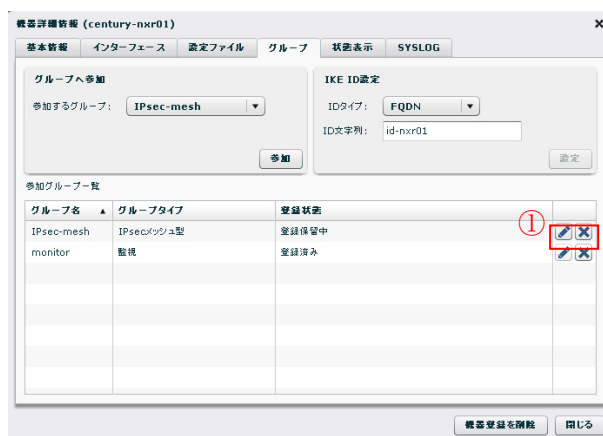 機器詳細情報 (century-nxr01)
基本情報 インターフェース 設定ファイル グループ 状態表示 SYSLOG
グループへ参加
参加するグループ: IPsec-mesh
参加
IKE ID設定
IDタイプ: FQDN
ID文字列: id-nxr01
設定
参加グループ一覧
グループ名 ▲ グループタイプ 登録状態
①
IPsec-mesh IPsecメッシュ型 登録保留中
monitor 監視 登録済み
機器登録を削除 閉じる